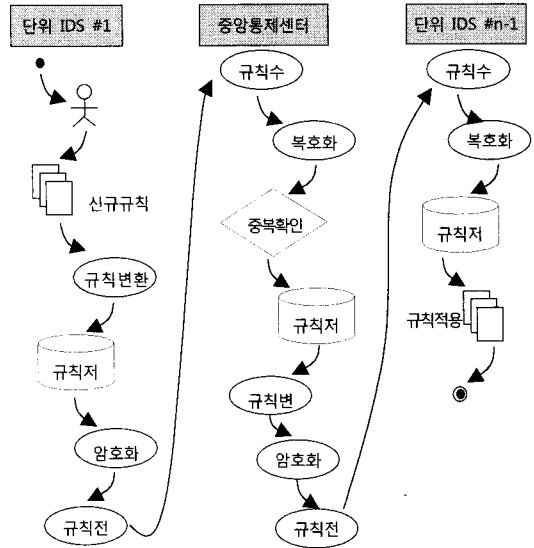 단위 IDS #1
신규규칙
규칙변환
규칙저
암호화
규칙전
중앙통제센터
규칙수
복호화
중복확인
규칙저
규칙변
암호화
규칙전
단위 IDS #n-1
규칙수
복호화
규칙저
규칙적용